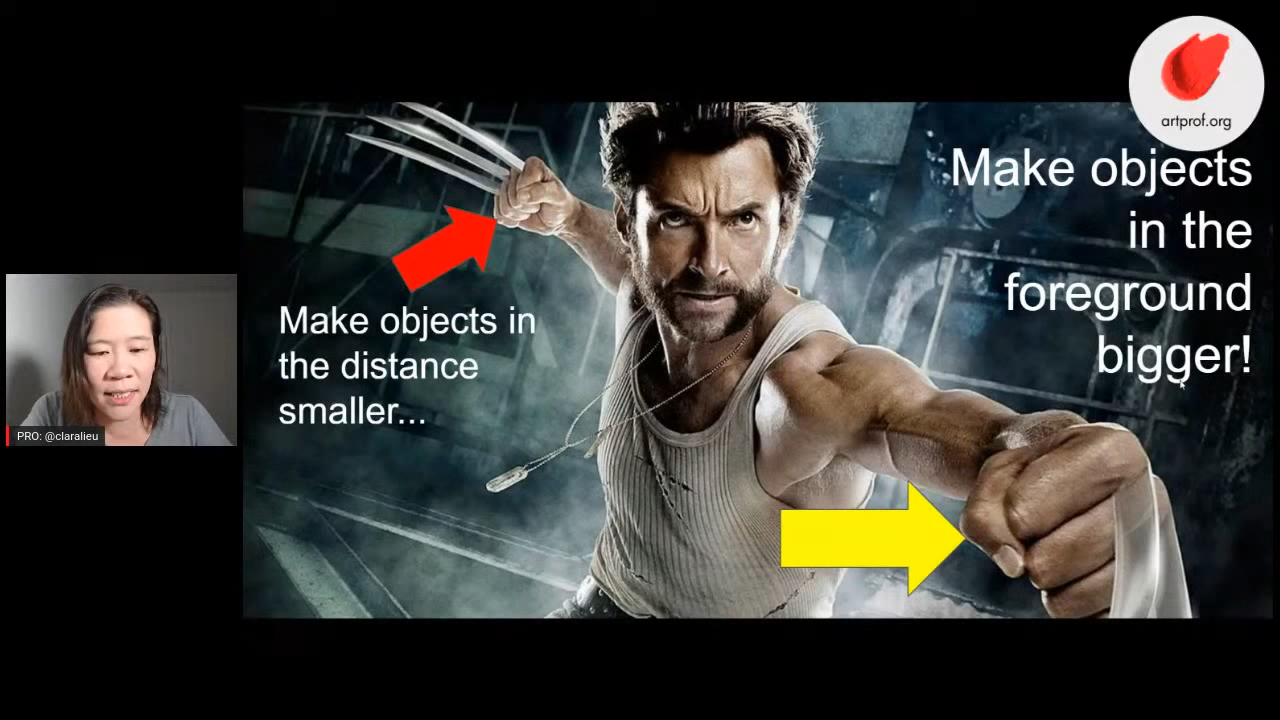 artprof.org
Make objects
in the
foreground
bigger!
Make objects in
the distance
smaller...
PRO: @claralieu